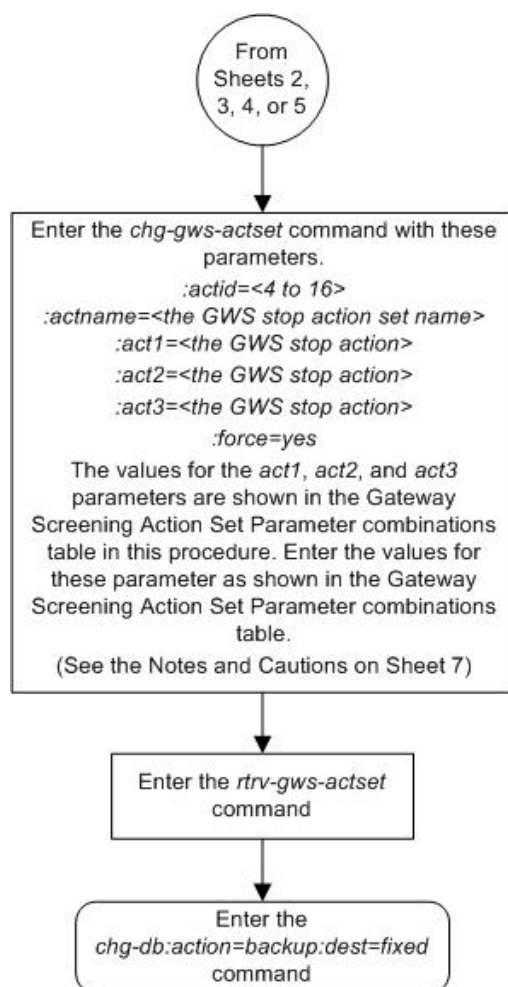 From
Sheets 2,
3, 4, or 5
Enter the chg-gws-actset command with these
parameters.
:actid=<4 to 16>
:actname=<the GWS stop action set name>
:act1=<the GWS stop action>
:act2=<the GWS stop action>
:act3=<the GWS stop action>
:force=yes
The values for the act1, act2, and act3
parameters are shown in the Gateway
Screening Action Set Parameter combinations
table in this procedure. Enter the values for
these parameter as shown in the Gateway
Screening Action Set Parameter combinations
table.
(See the Notes and Cautions on Sheet 7)
Enter the rtrv-gws-actset
command
Enter the
chg-db:action=backup:dest=fixed
command